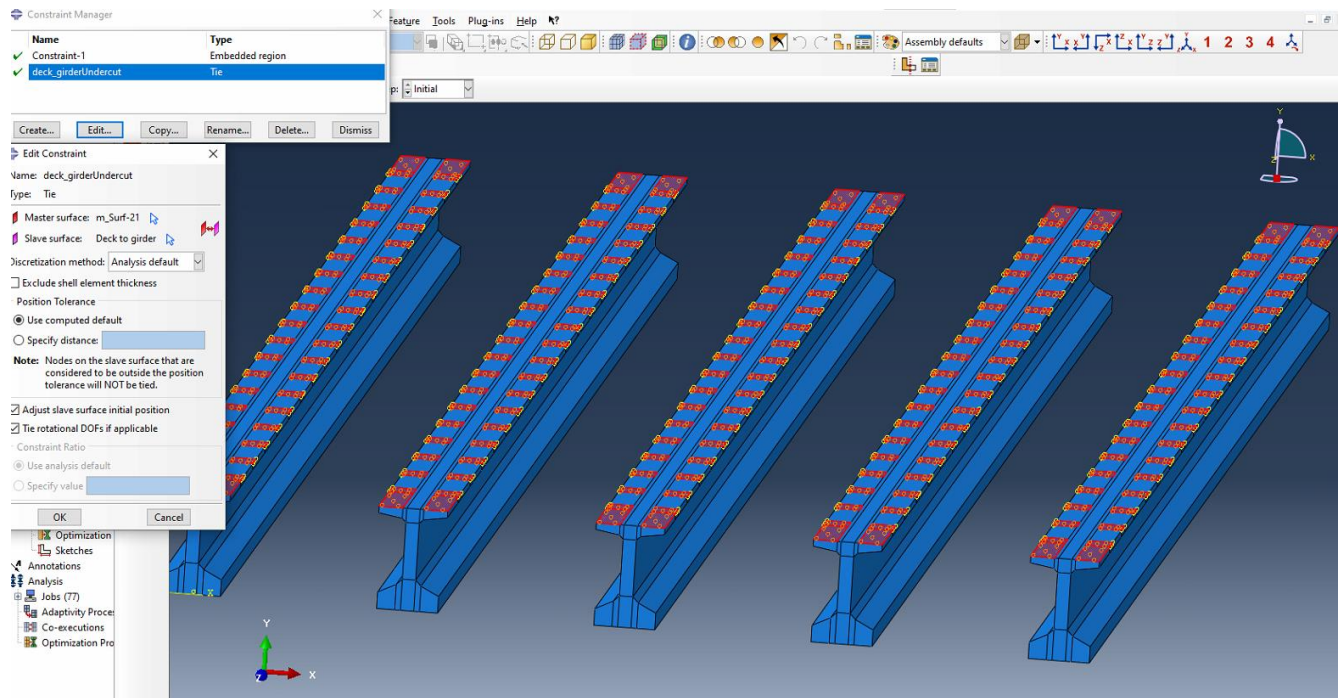 Constraint Manager
Feature Tools Plug-ins Help
Name Type
Constraint-1 Embedded region
deck_girderUndercut Tie
Assembly defaults
1 2 3 4
Initial
Create... Edit... Copy... Rename... Delete... Dismiss
Edit Constraint
Name: deck_girderUndercut
Type: Tie
Master surface: m_Surf-21
Slave surface: Deck to girder
Discretization method: Analysis default
Exclude shell element thickness
Position Tolerance
Use computed default
Specify distance:
Note: Nodes on the slave surface that are
considered to be outside the position
tolerance will NOT be tied.
Adjust slave surface initial position
Tie rotational DOFs if applicable
Constraint Ratio
Use analysis default
Specify value
OK Cancel
Optimization
Sketches
Annotations
Analysis
Jobs (77)
Adaptivity Proce
Co-executions
Optimization Pro
Y
X
Z
Y
X
Z
X